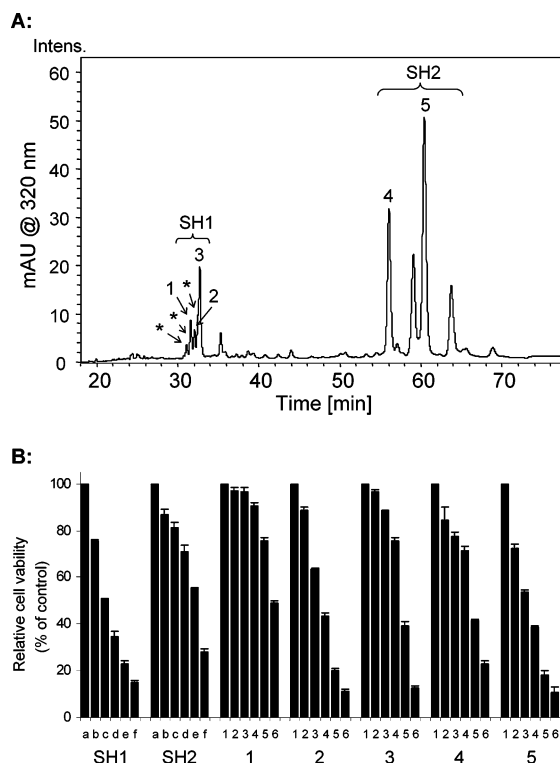 A:
Intens.
mAU @ 320 nm
60
50
40
30
20
10
0
SH2
5
4
SH1
3
*
1
*
2
*
20 30 40 50 60 70
Time [min]
B:
Relative cell vability
(% of control)
100
80
60
40
20
0
a b c d e f a b c d e f 1 2 3 4 5 6 1 2 3 4 5 6 1 2 3 4 5 6 1 2 3 4 5 6 1 2 3 4 5 6
SH1 SH2 1 2 3 4 5